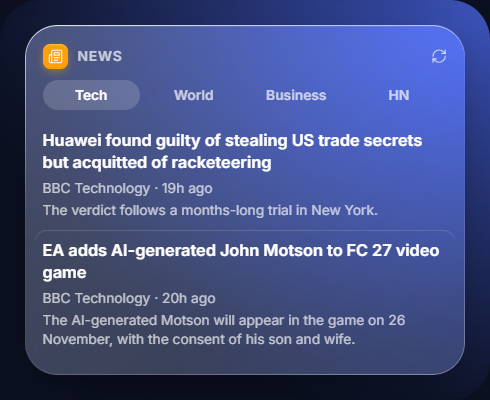 NEWS
Tech World Business HN
Huawei found guilty of stealing US trade secrets
but acquitted of racketeering
BBC Technology · 19h ago
The verdict follows a months-long trial in New York.
EA adds AI-generated John Motson to FC 27 video
game
BBC Technology · 20h ago
The AI-generated Motson will appear in the game on 26
November, with the consent of his son and wife.